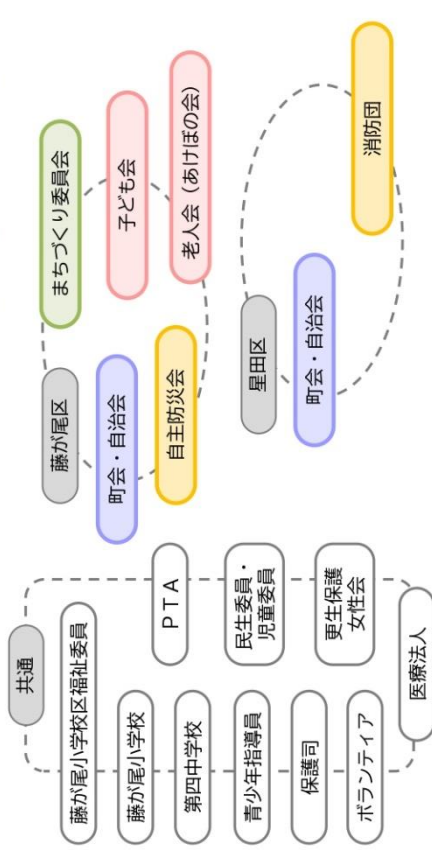 共通
藤が尾小学校区福祉委員
藤が尾小学校
第四中学校
青少年指導員
保護司
ボランティア
PTA
民生委員・
児童委員
更生保護
女性会
医療法人
藤が尾区
町会・自治会
自主防災会
まちづくり委員会
子ども会
老人会（あけぼの会）
星田区
町会・自治会
消防団